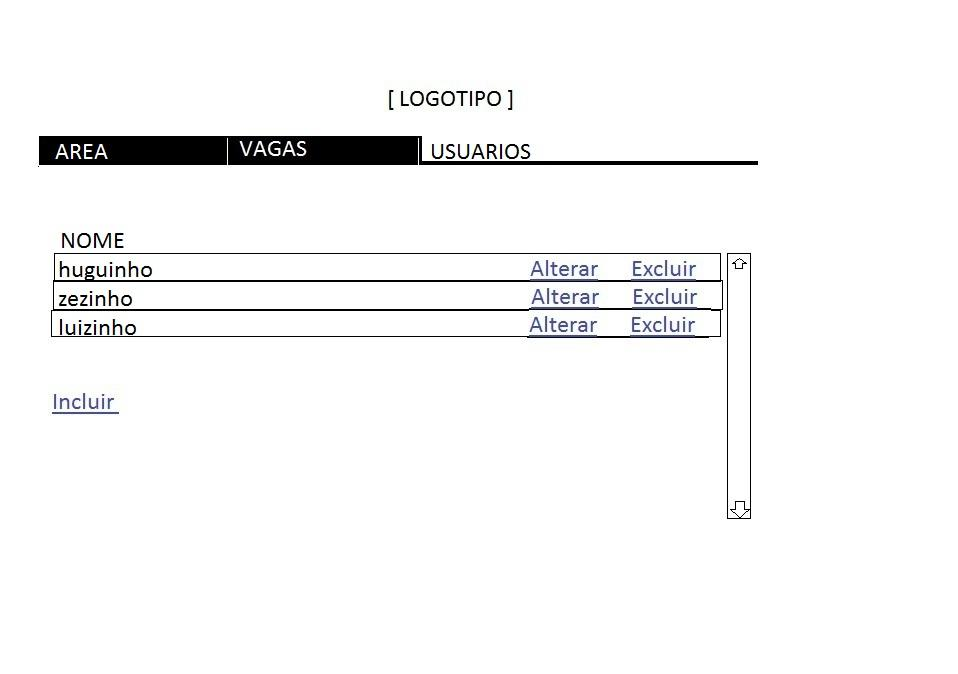 [ LOGOTIPO ]
AREA VAGAS USUARIOS
NOME
huguinho Alterar Excluir
zezinho Alterar Excluir
luizinho Alterar Excluir
Incluir